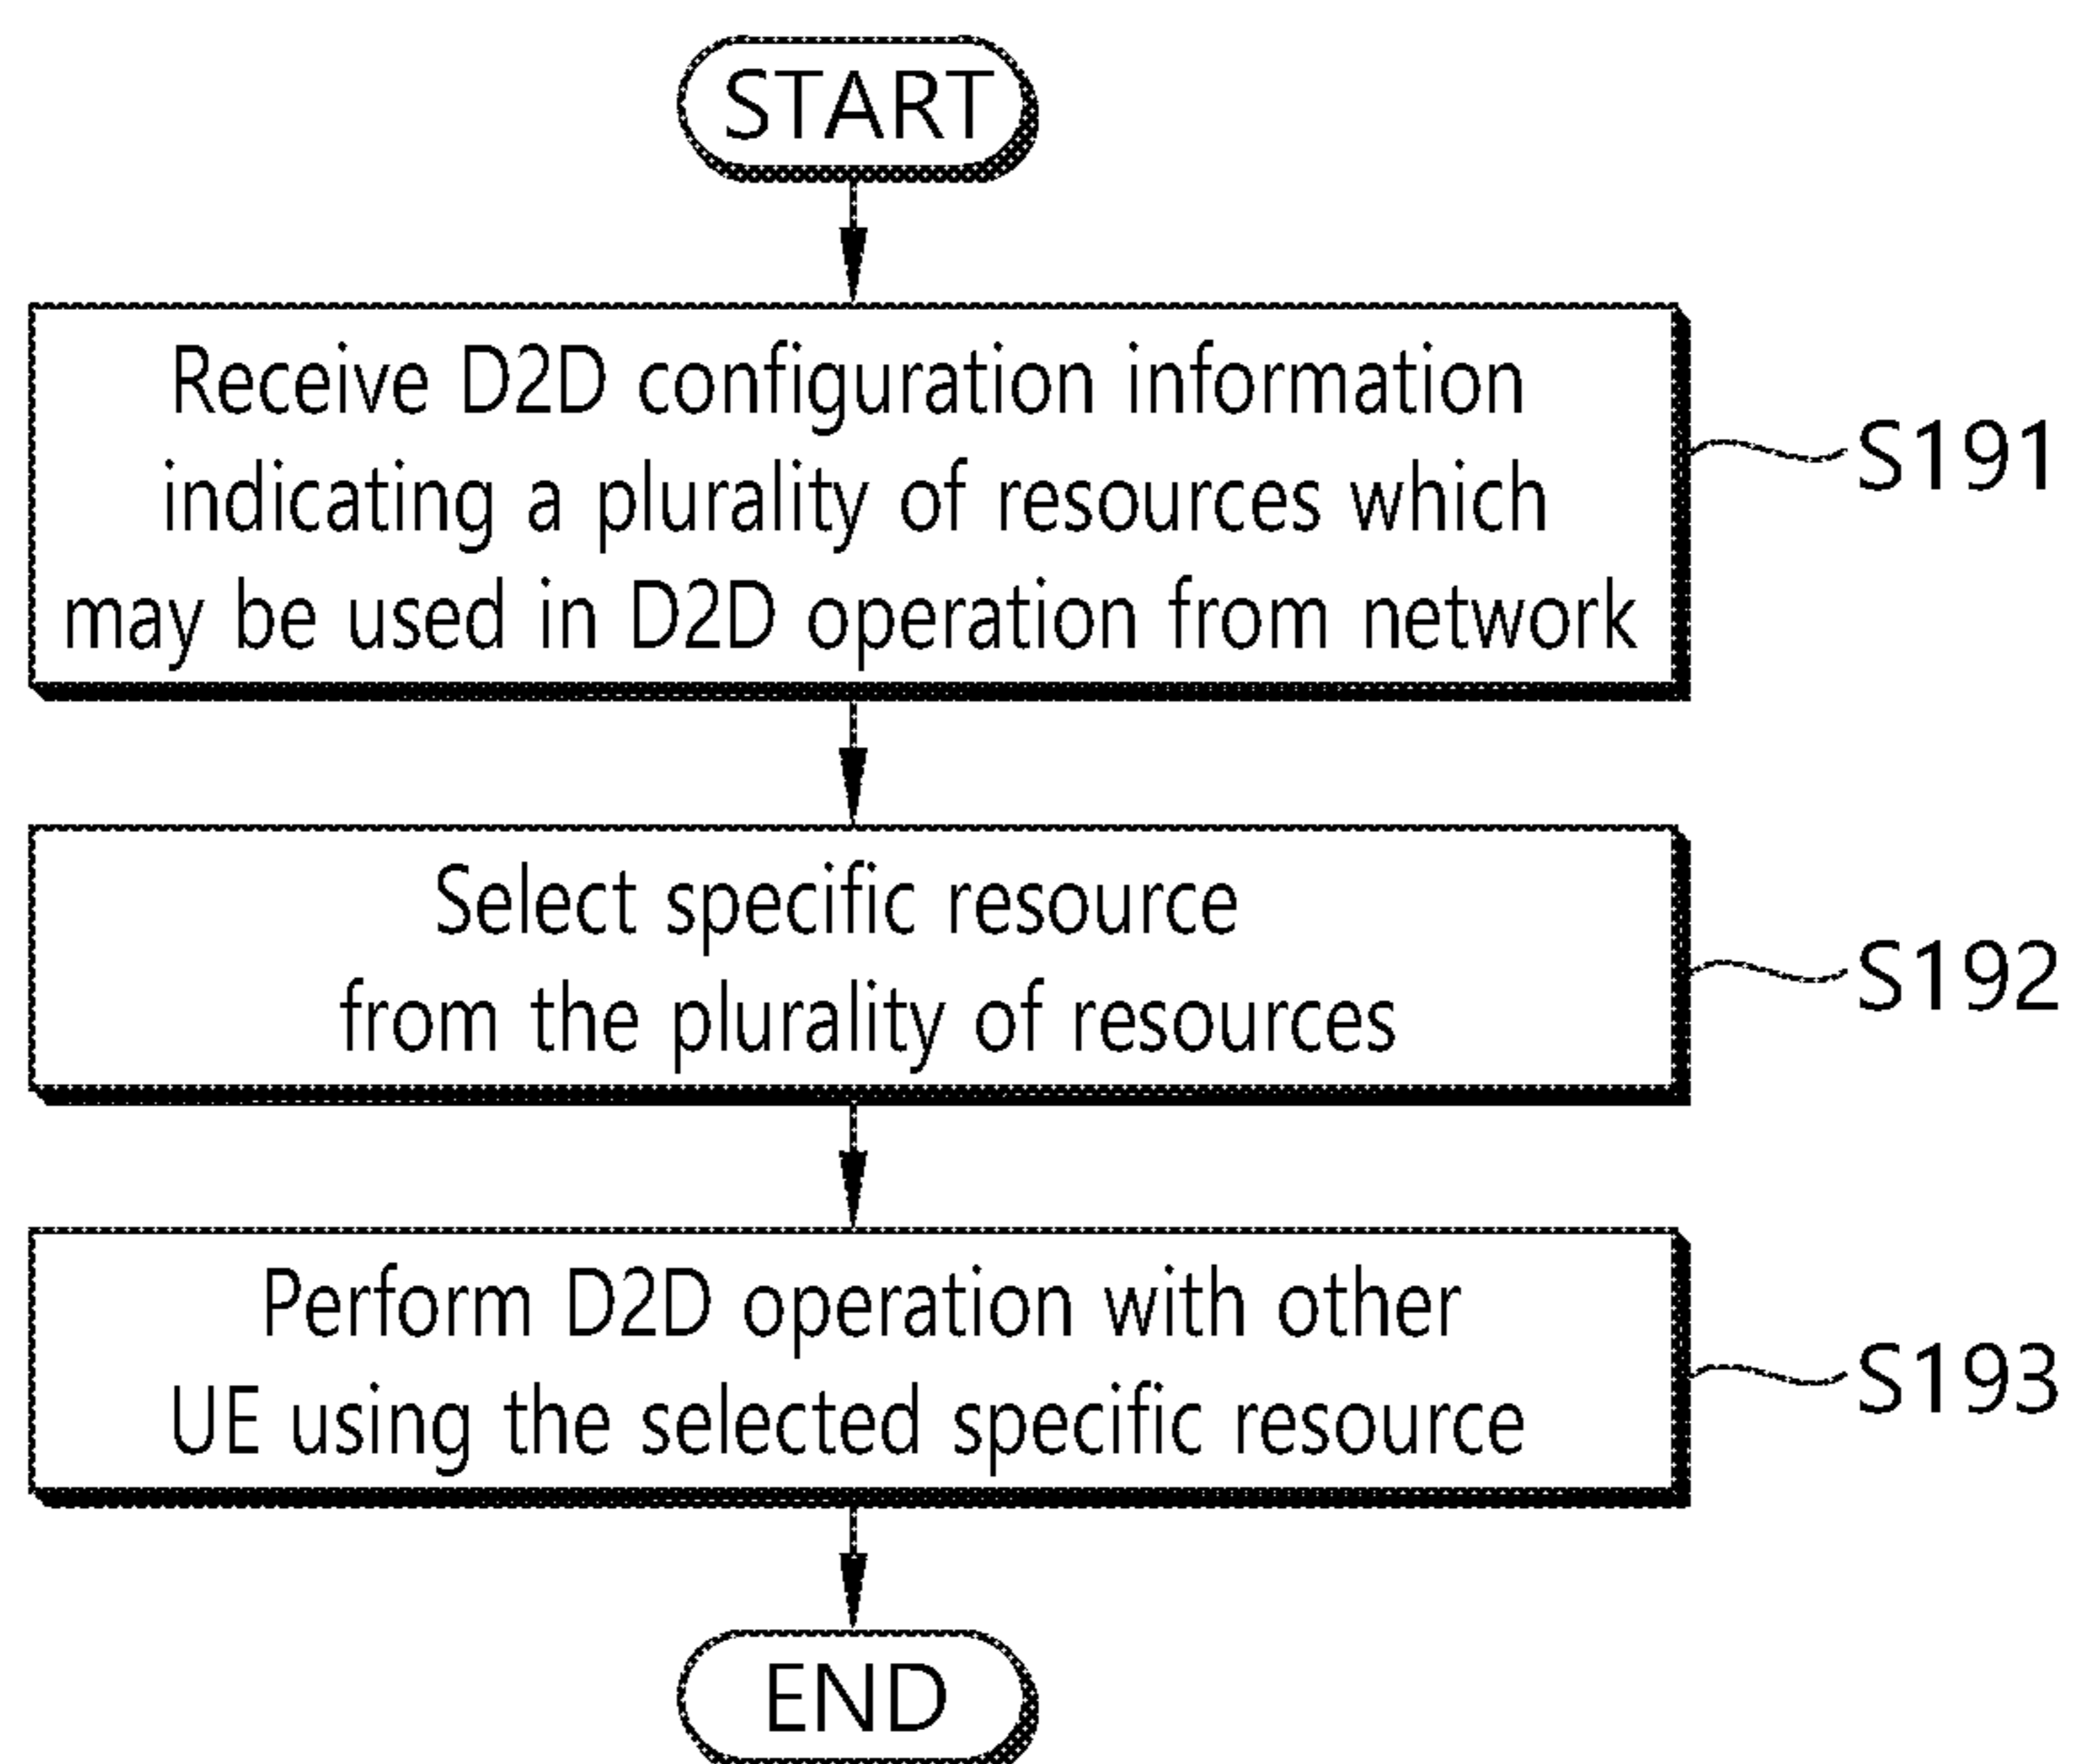 START
Receive D2D configuration information
indicating a plurality of resources which
may be used in D2D operation from network
S191
Select specific resource
from the plurality of resources
S192
Perform D2D operation with other
UE using the selected specific resource
S193
END